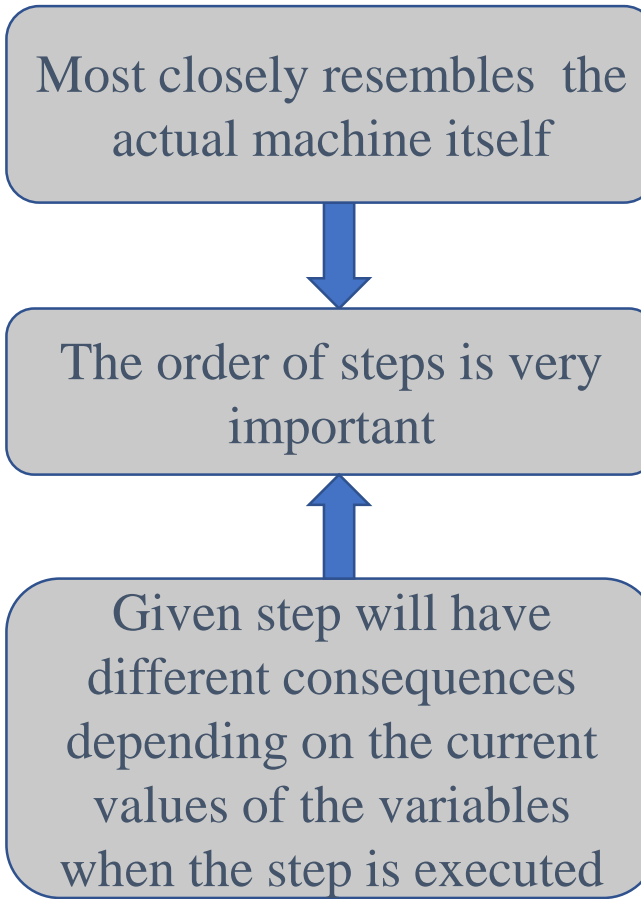 Most closely resembles  the
actual machine itself
The order of steps is very
important
Given step will have
different consequences
depending on the current
values of the variables
when the step is executed